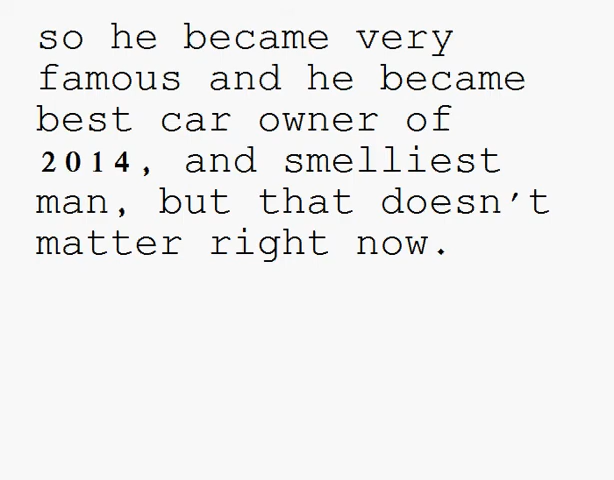 so he became very
famous and he became
best car owner of
2014, and smelliest
man, but that doesn't
matter right now.